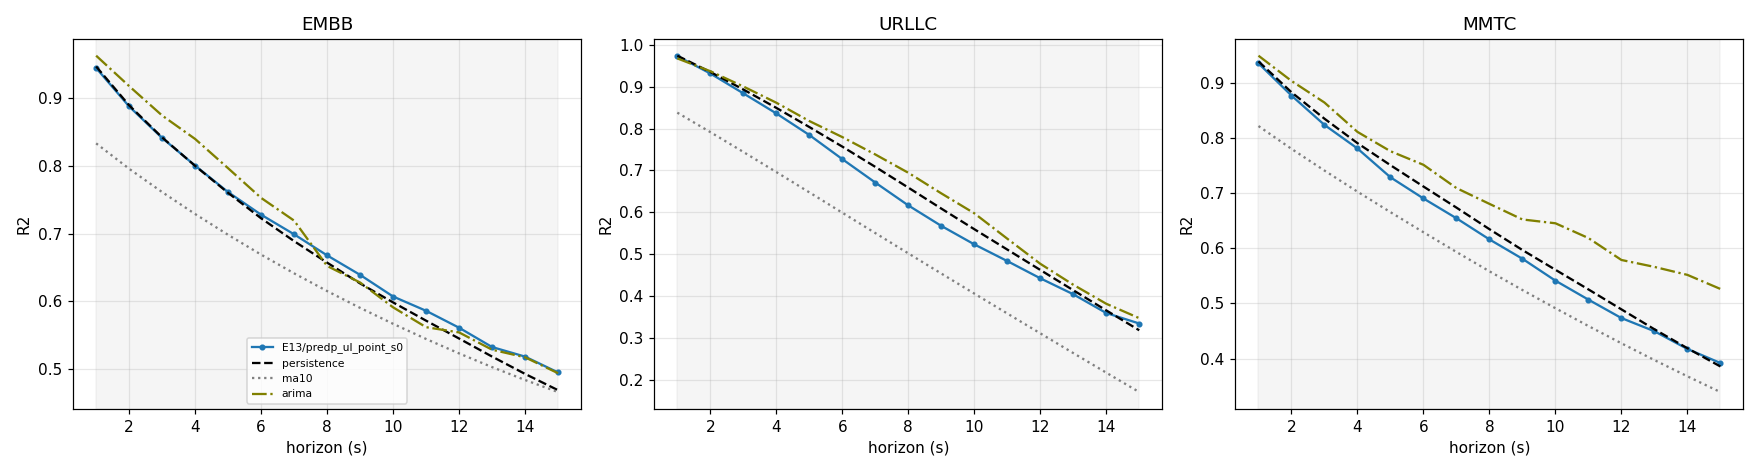 EMBB
R2
0.9
0.8
0.7
0.6
0.5
2 4 6 8 10 12 14
horizon (s)
E13/predp_ul_point_s0
persistence
ma10
arima
URLLC
R2
1.0
0.9
0.8
0.7
0.6
0.5
0.4
0.3
0.2
2 4 6 8 10 12 14
horizon (s)
MMTC
R2
0.9
0.8
0.7
0.6
0.5
0.4
2 4 6 8 10 12 14
horizon (s)